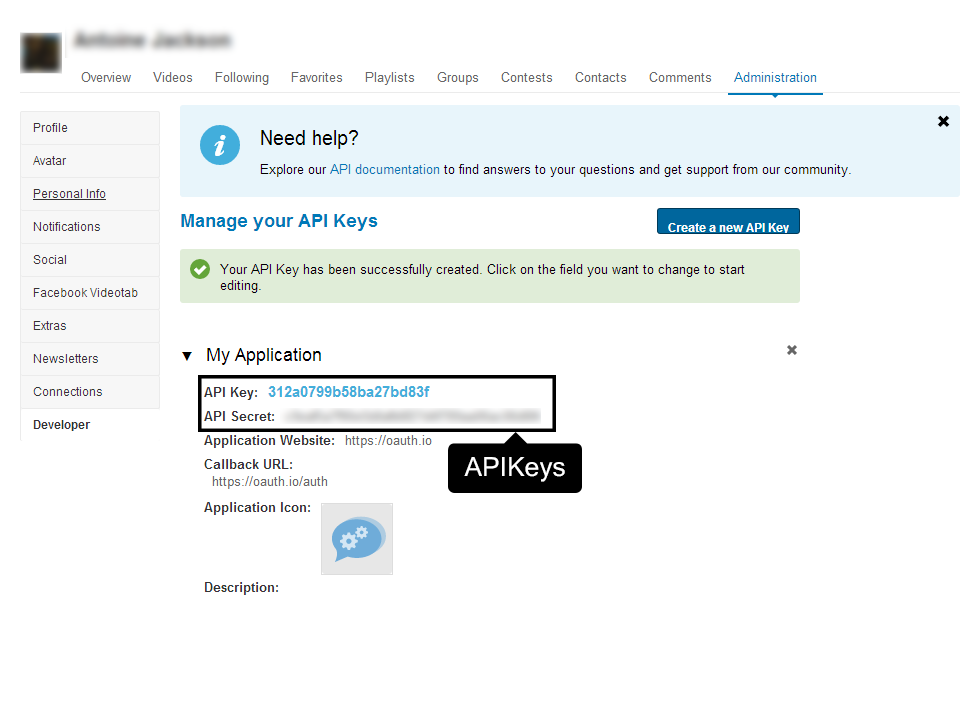 Overview Videos Following Favorites Playlists Groups Contests Contacts Comments Administration
Profile
Avatar
Personal Info
Notifications
Social
Facebook Videotab
Extras
Newsletters
Connections
Developer
Need help?
Explore our API documentation to find answers to your questions and get support from our community.
Manage your API Keys
Create a new API Key
Your API Key has been successfully created. Click on the field you want to change to start
editing.
My Application
API Key: 312a0799b58ba27bd83f
API Secret:
Application Website: https://oauth.io
Callback URL:
https://oauth.io/auth
APIKeys
Application Icon:
Description: